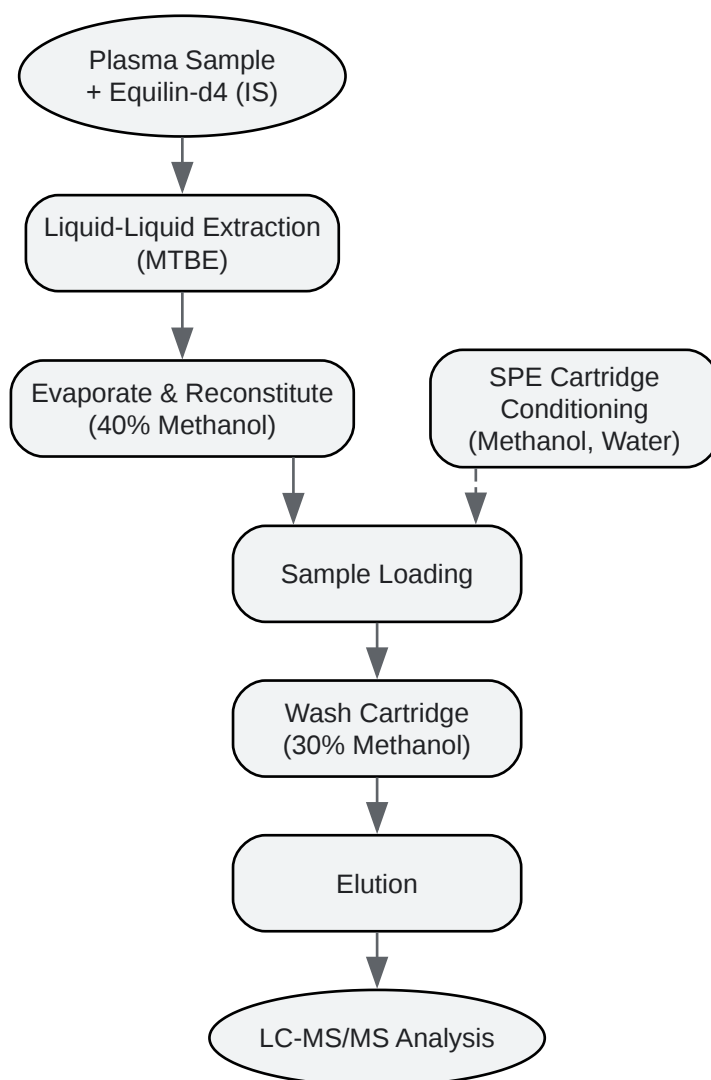 Plasma Sample
+ Equilin-d4 (IS)
Liquid-Liquid Extraction
(MTBE)
Evaporate & Reconstitute
(40% Methanol)
SPE Cartridge
Conditioning
(Methanol, Water)
Sample Loading
Wash Cartridge
(30% Methanol)
Elution
LC-MS/MS Analysis